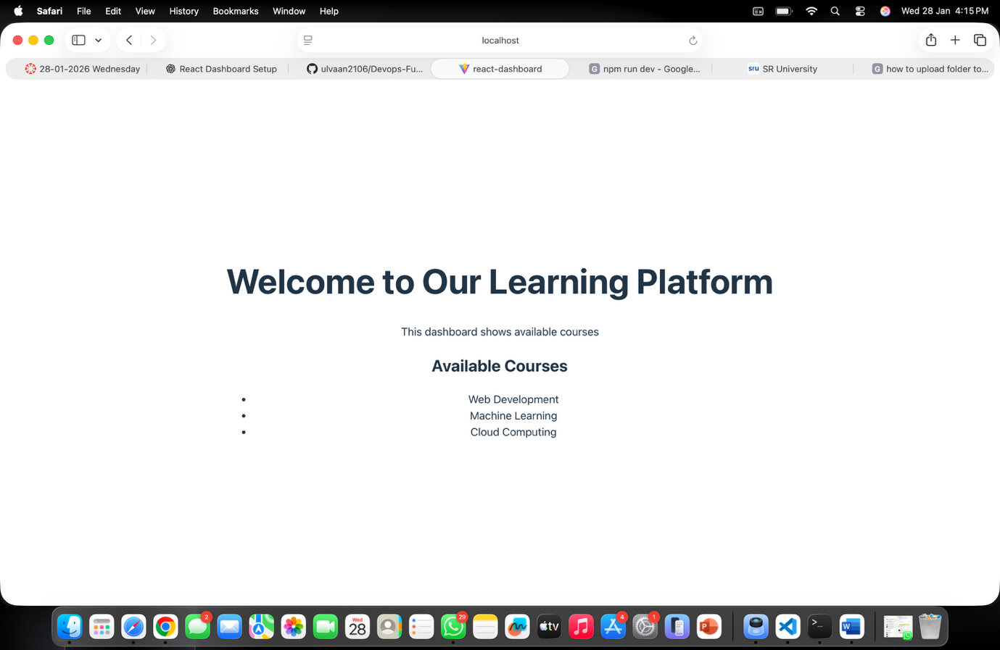 Safari File Edit View History Bookmarks Window Help Wed 28 Jan 4:15 PM
localhost
28-01-2026 Wednesday React Dashboard Setup ulvaan2106/Devops-Fu... react-dashboard G npm run dev - Google... sru SR University G how to upload folder to...
Welcome to Our Learning Platform
This dashboard shows available courses
Available Courses
• Web Development
• Machine Learning
• Cloud Computing
2 Wed 28 29 tv 4 1 P >_ W